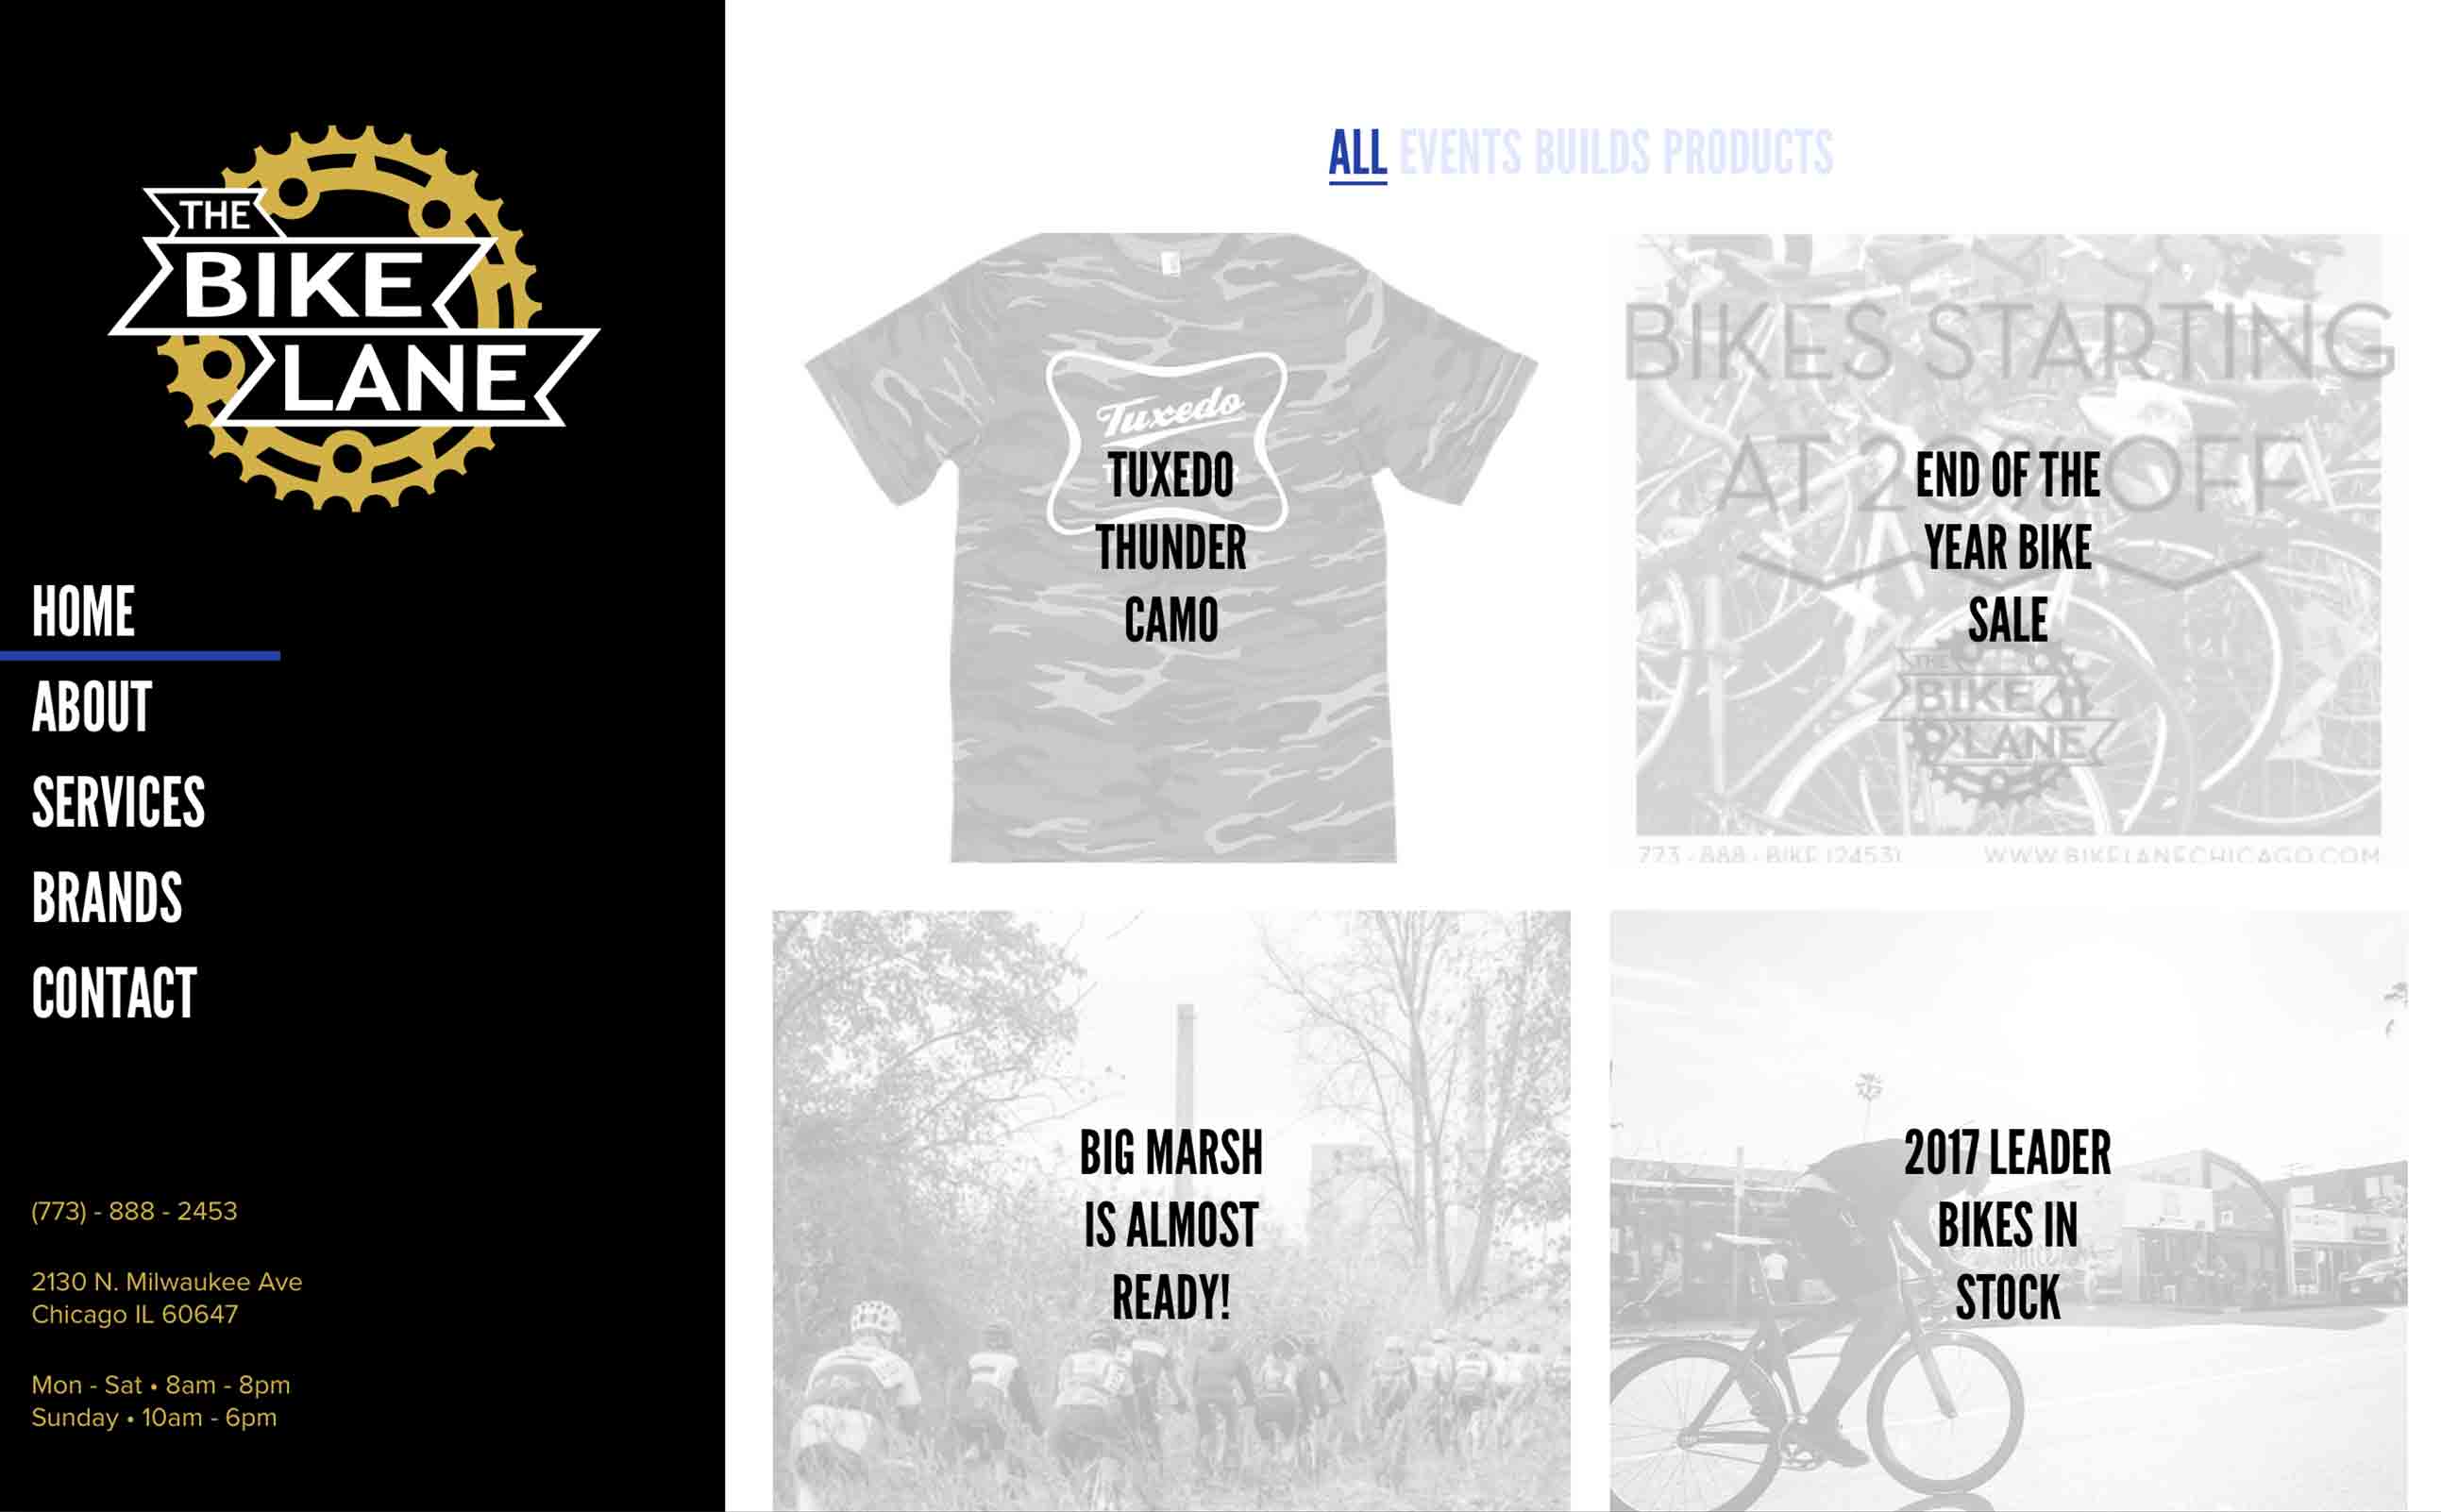 THE
BIKE
LANE
HOME
ABOUT
SERVICES
BRANDS
CONTACT
(773) - 888 - 2453
2130 N. Milwaukee Ave
Chicago IL 60647
Mon - Sat • 8am - 8pm
Sunday • 10am - 6pm
ALL EVENTS BUILDS PRODUCTS
Tuxedo
TUXEDO
THUNDER
CAMO
BIKES STARTING
AT 20% OFF
END OF THE
YEAR BIKE
SALE
THE
BIKE
LANE
773 - 888 - BIKE (2453)
WWW.BIKELANECHICAGO.COM
BIG MARSH
IS ALMOST
READY!
2017 LEADER
BIKES IN
STOCK